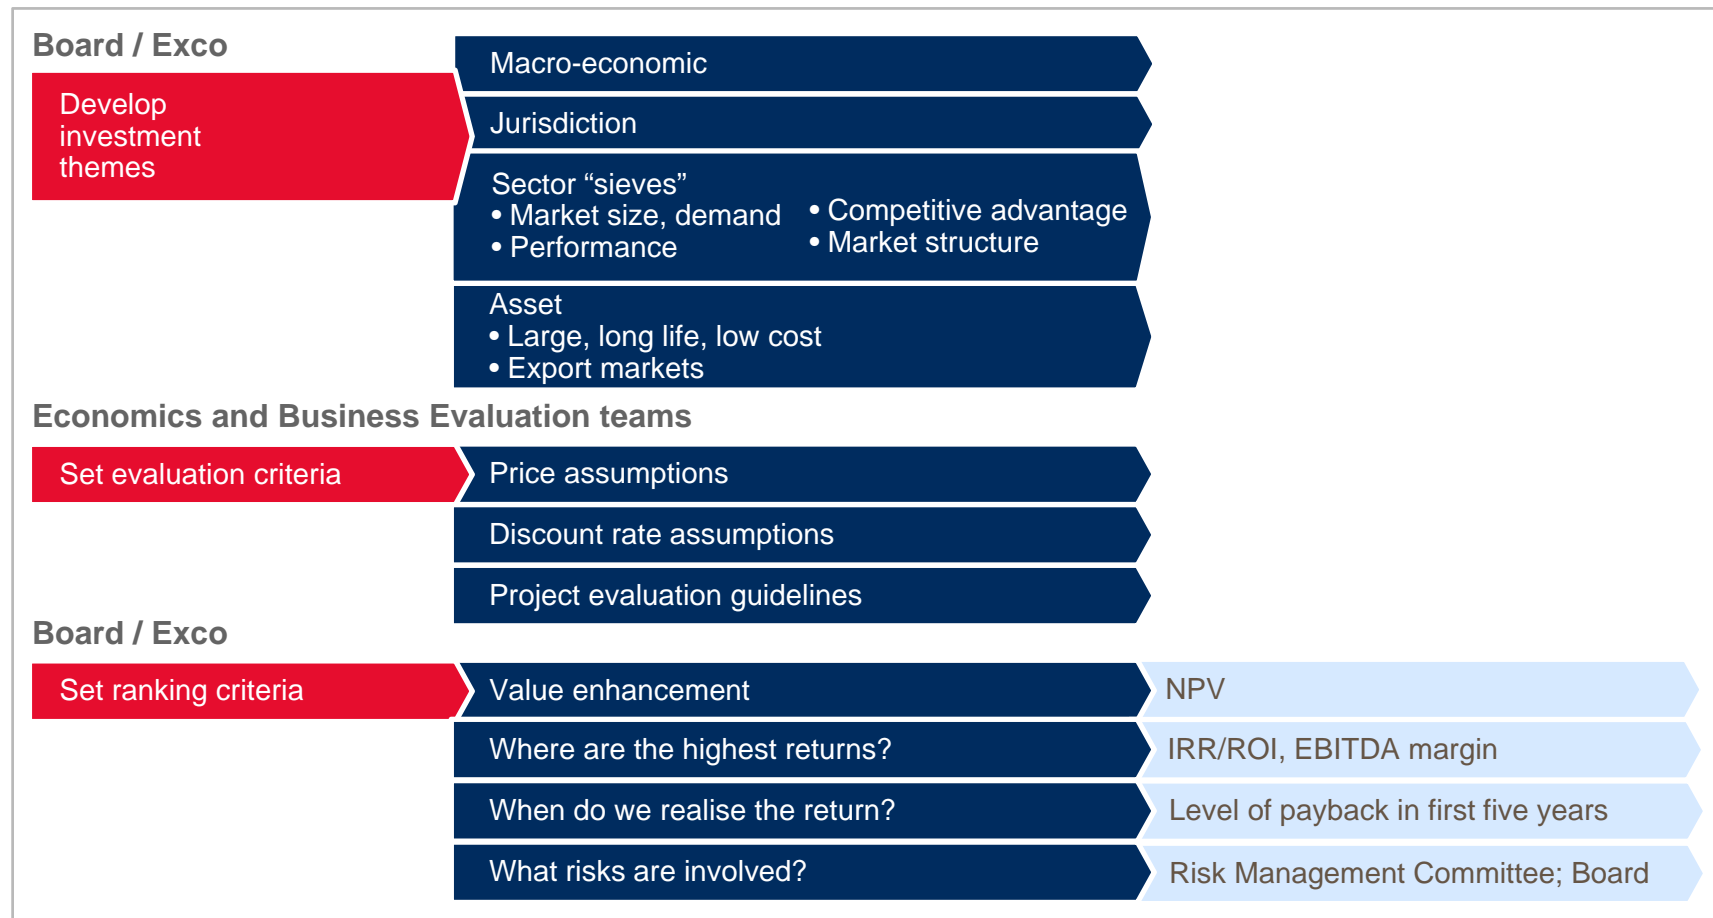 Board / Exco
Develop
investment
themes
Macro-economic
Jurisdiction
Sector “sieves”
• Market size, demand
• Performance
• Competitive advantage
• Market structure
Asset
• Large, long life, low cost
• Export markets
Economics and Business Evaluation teams
Set evaluation criteria
Price assumptions
Discount rate assumptions
Project evaluation guidelines
Board / Exco
Set ranking criteria
Value enhancement
NPV
Where are the highest returns?
IRR/ROI, EBITDA margin
When do we realise the return?
Level of payback in first five years
What risks are involved?
Risk Management Committee; Board